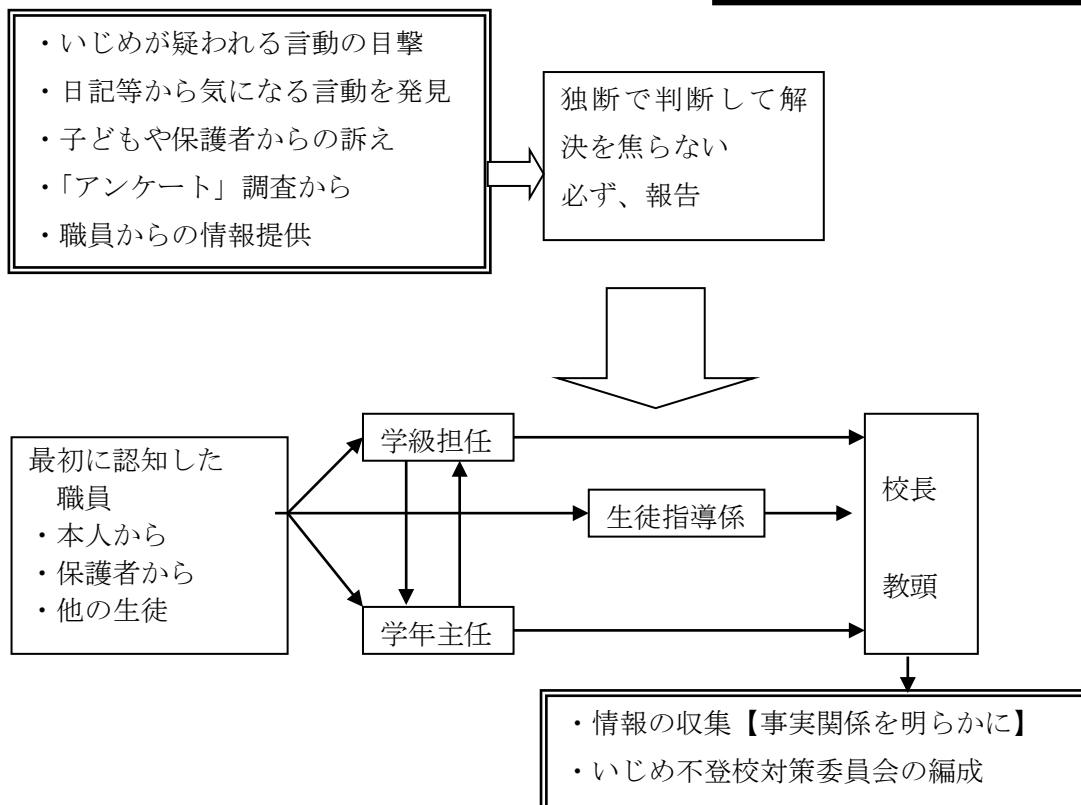 ・いじめが疑われる言動の目撃
・日記等から気になる言動を発見
・子どもや保護者からの訴え
・「アンケート」調査から
・職員からの情報提供
独断で判断して解
決を焦らない
必ず、報告
最初に認知した
職員
・本人から
・保護者から
・他の生徒
学級担任
生徒指導係
学年主任
校長
教頭
・情報の収集【事実関係を明らかに】
・いじめ不登校対策委員会の編成